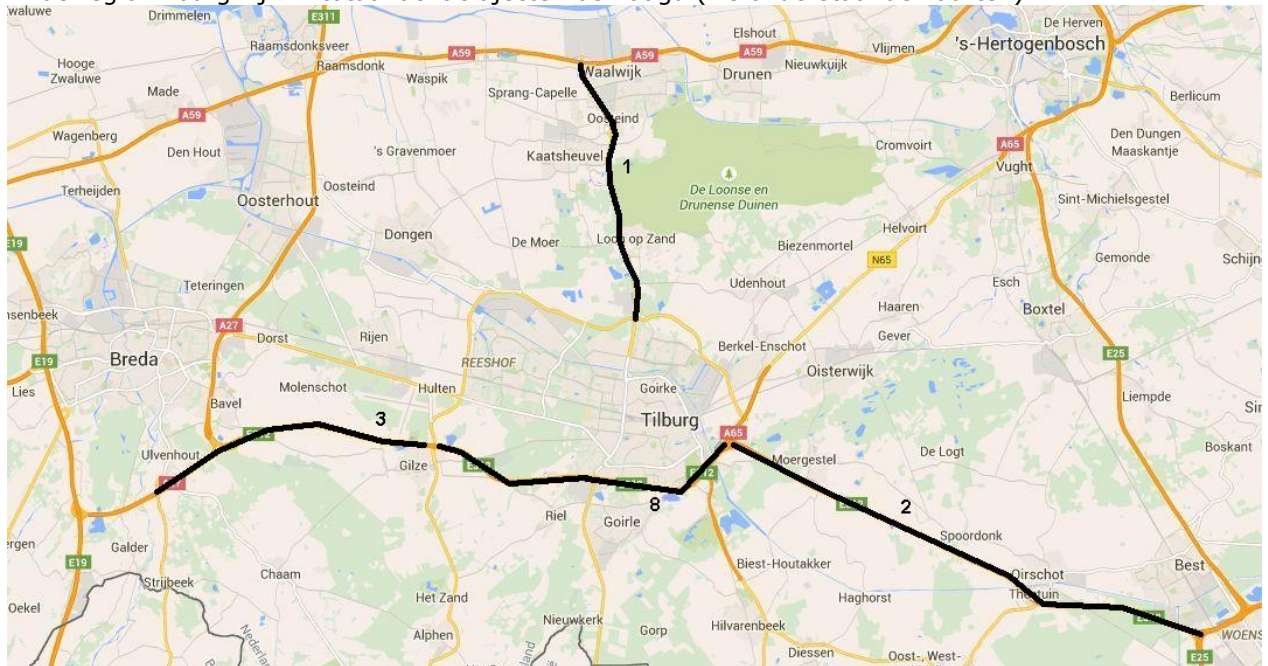 Drimmelen
E311
Elshout
De Herven
Raamsdonksveer
's-Hertogenbosch
Vlijmen
A59
A59
A59
Hooge
Zwaluwe
Raamsdonk
Waspik
Waalwijk
Drunen
Nieuwkuijk
Made
Sprang-Capelle
Berlicum
A59
Oosteind
Wagenberg
Den Dungen
's Gravenmoer
Cromvoirt
A65
Maaskantje
Den Hout
Kaatsheuvel
1
Vught
Terheijden
Oosteind
De Loonse en
Drunense Duinen
Oosterhout
Sint-Michielsgestel
Dongen
De Moer
Loon op Zand
Biezenmortel
Helvoirt
E19
N65
Gemonde
Teteringen
Udenhout
Esch
Haaren
Boxtel
A27
Dorst
Rijen
Gever
Breda
E19
REESHOF
Berkel-Enschot
E25
Oisterwijk
Lies
Molenschot
Hulten
Goirke
Liempde
Bavel
3
Tilburg
A65
Boskant
Ulvenhout
Gilze
Moergestel
De Logt
8
2
Riel
Goirle
Galder
E19
Spoordonk
Biest-Houtakker
Best
Strijbeek
Chaam
Oirschot
Oekel
Het Zand
Haghorst
Nieuwkerk
Gorp
Hilvarenbeek
Alphen
Diessen
Oost-, West-
E25